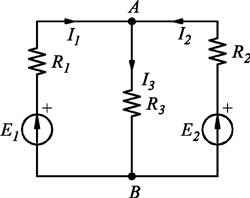 A
I₁ I₂
R₁ R₂
I₃
R₃
+ +
E₁ E₂
B